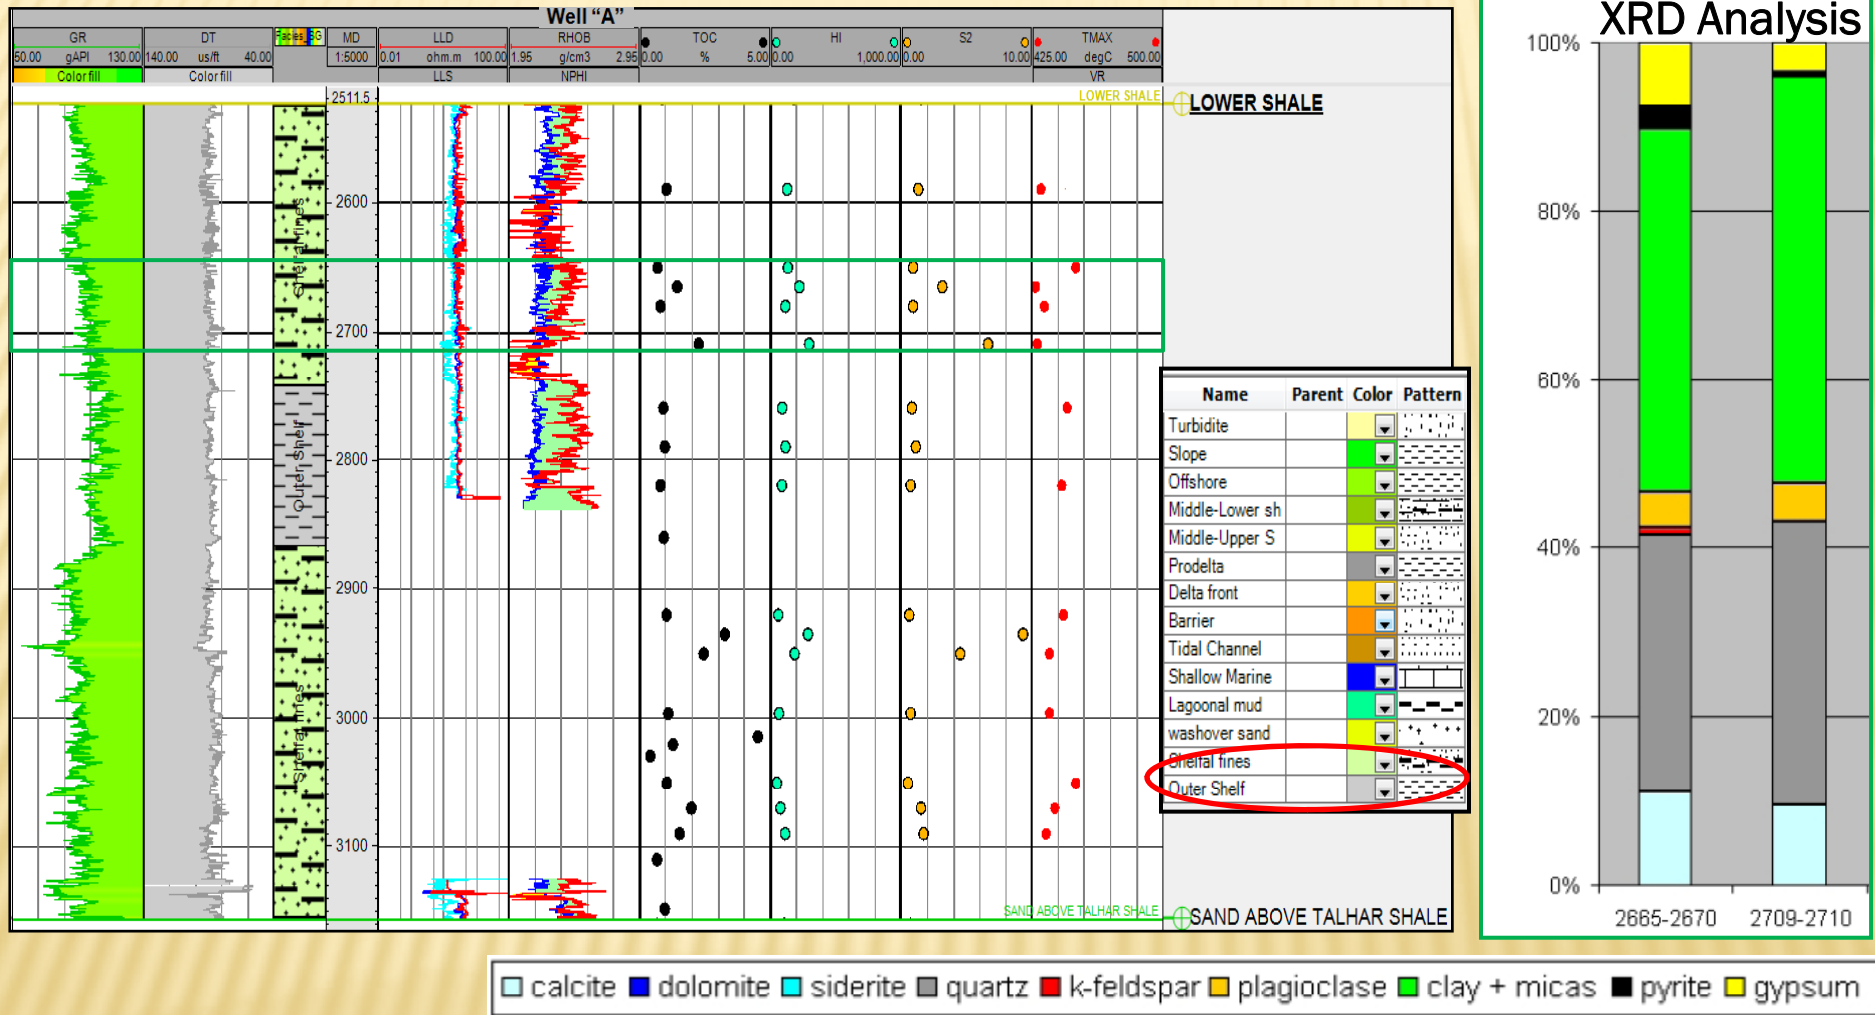 Well “A”
GR DT Facies_SG MD LLD RHOB TOC HI S2 TMAX
50.00 gAPI 130.00 140.00 us/ft 40.00 1:5000 0.01 ohm.m 100.00 1.95 g/cm3 2.95 0.00 % 5.00 0.00 1,000.00 0.00 10.00 425.00 degC 500.00
Color fill Color fill LLS NPHI VR
2511.5
LOWER SHALE
LOWER SHALE
2600
2700
2800
2900
3000
3100
Shelfal fines
Outer Shelf
Shelfal fines
SAND ABOVE TALHAR SHALE
SAND ABOVE TALHAR SHALE
Name Parent Color Pattern
Turbidite
Slope
Offshore
Middle-Lower sh
Middle-Upper S
Prodelta
Delta front
Barrier
Tidal Channel
Shallow Marine
Lagoonal mud
washover sand
Shelfal fines
Outer Shelf
XRD Analysis
100%
80%
60%
40%
20%
0%
2665-2670 2709-2710
calcite dolomite siderite quartz k-feldspar plagioclase clay + micas pyrite gypsum